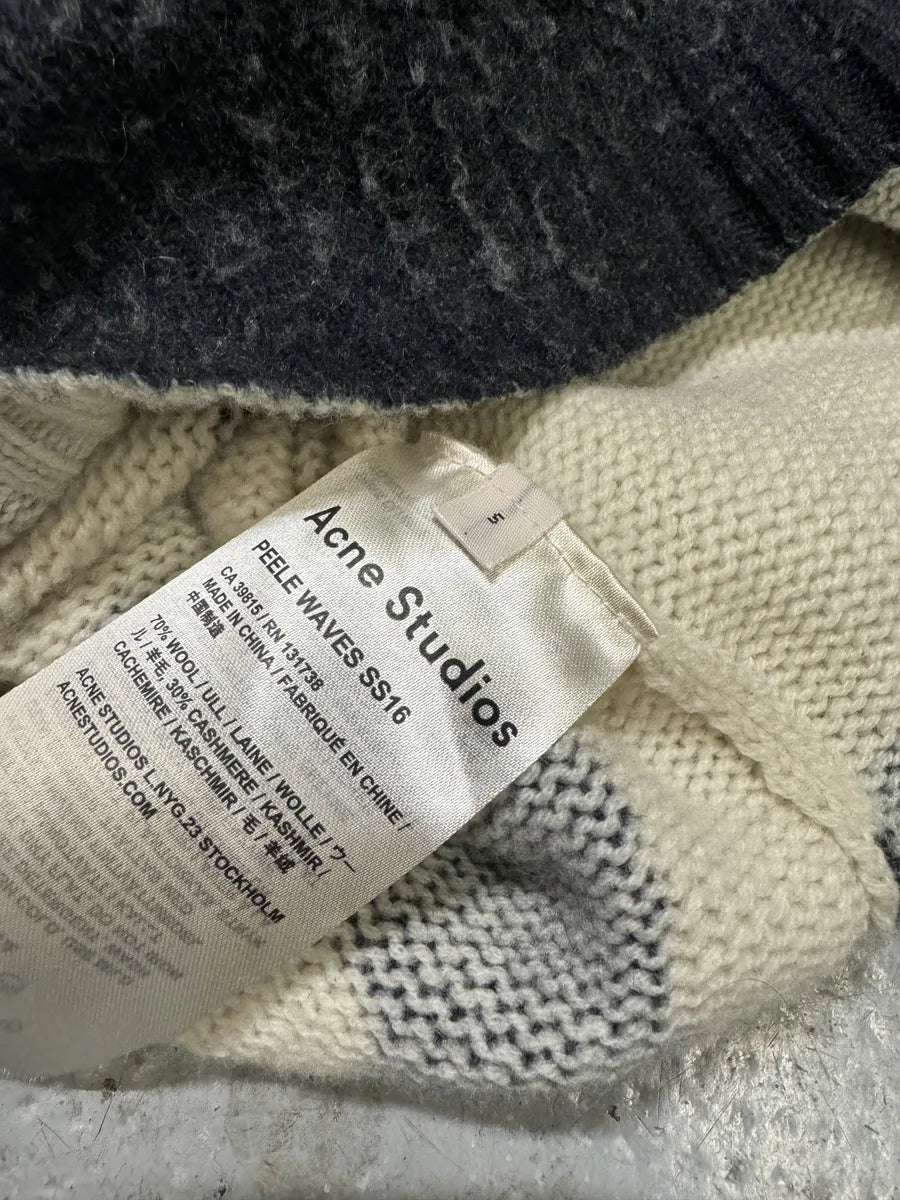 S
Acne Studios
PEELE WAVES SS16
CA 39815 / RN 131738
MADE IN CHINA / FABRIQUÉ EN CHINE /
中国制造
70% WOOL / ULL / LAINE / WOLLE / ウー
ル / 羊毛, 30% CASHMERE / KASHMIR /
CACHEMIRE / KASCHMIR / 毛 / 羊绒
ACNE STUDIOS L.NYG.23 STOCKHOLM
ACNESTUDIOS.COM